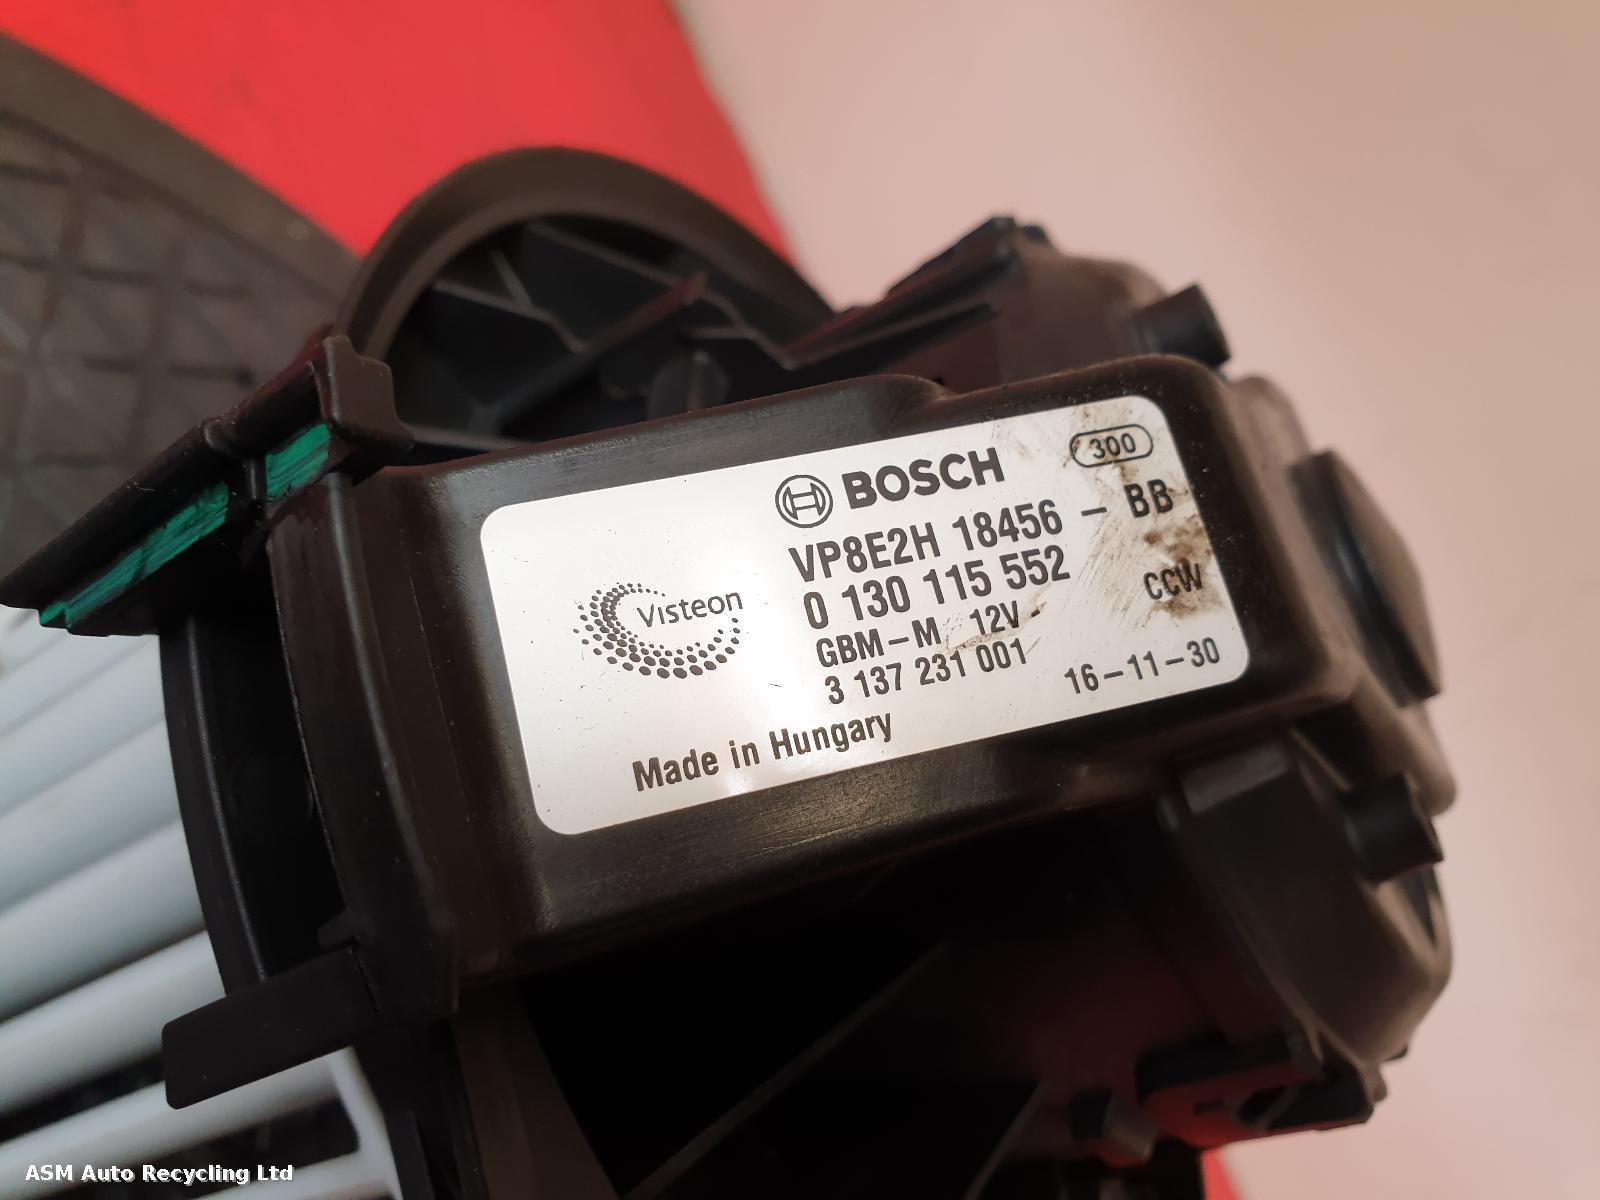 300
BOSCH
VP8E2H 18456 - BB
0 130 115 552
CCW
GBM-M 12V
3 137 231 001
16-11-30
Visteon
Made in Hungary
ASM Auto Recycling Ltd